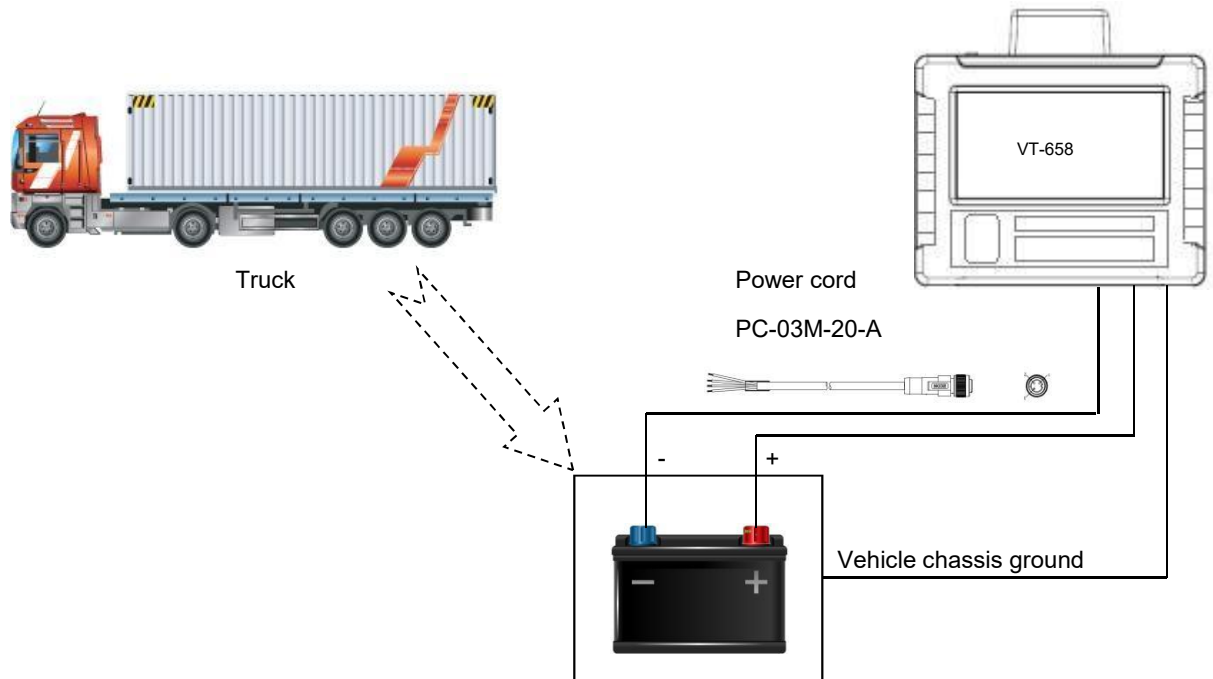 VT-658
Truck
Power cord
PC-03M-20-A
- +
Vehicle chassis ground
− +